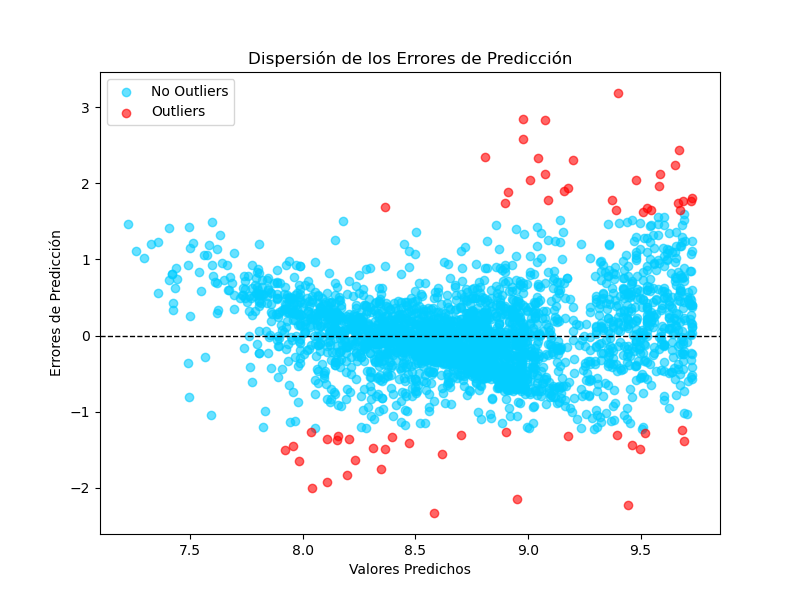 Dispersión de los Errores de Predicción
No Outliers
Outliers
Errores de Predicción
3
2
1
0
−1
−2
7.5
8.0
8.5
9.0
9.5
Valores Predichos